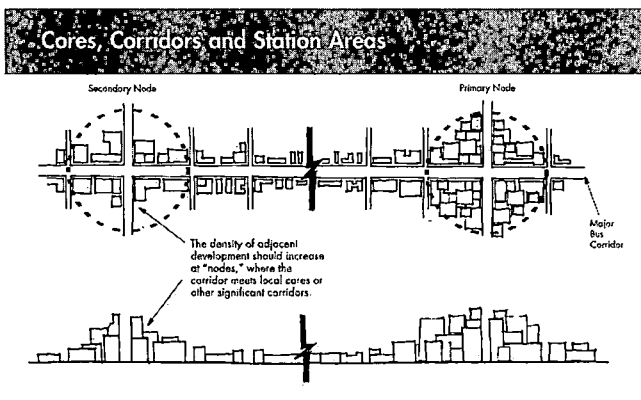 Cores, Corridors and Station Areas
Secondary Node
Primary Node
Major
Bus
Corridor
The density of adjacent
development should increase
at "nodes," where the
corridor meets local cores or
other significant corridors.